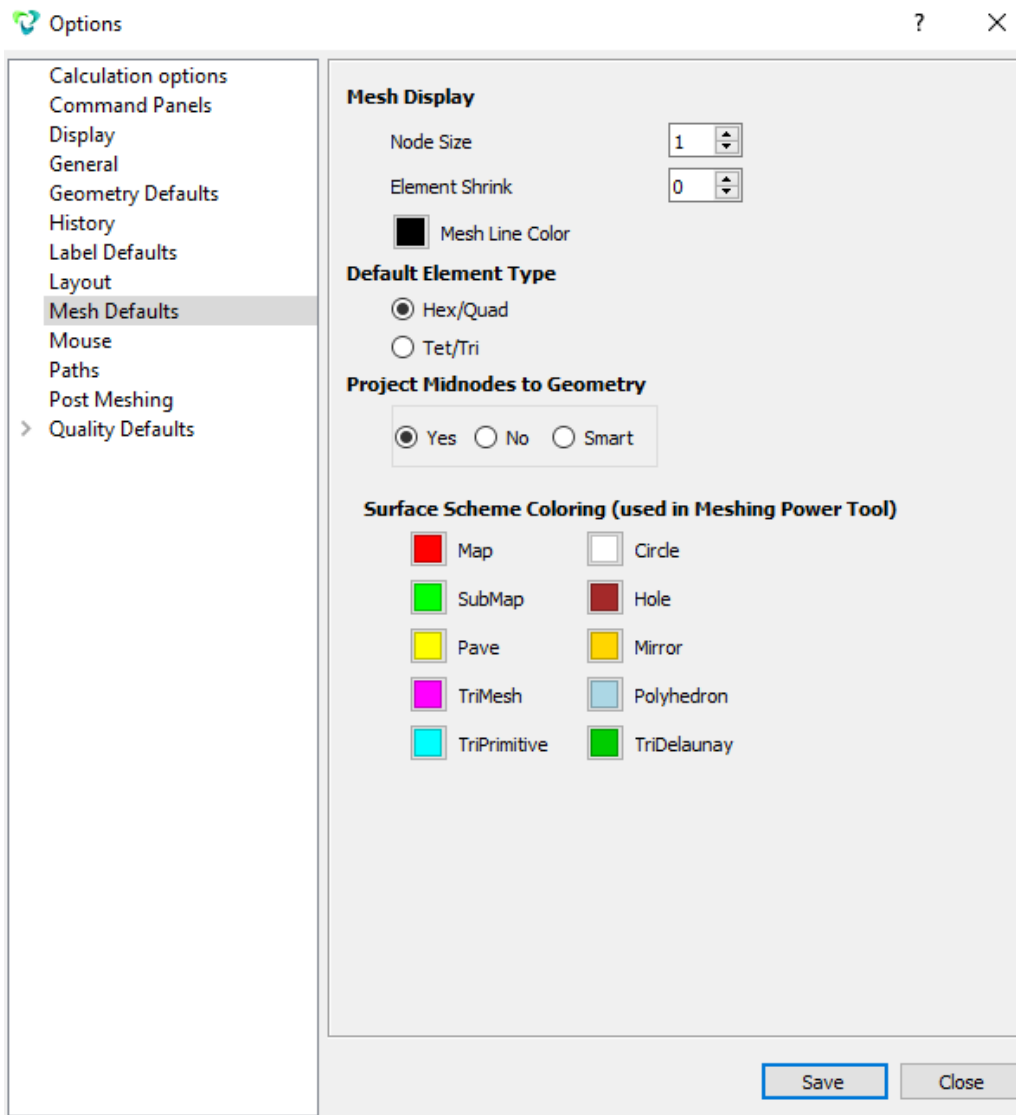 Options
?
Calculation options
Command Panels
Display
General
Geometry Defaults
History
Label Defaults
Layout
Mesh Defaults
Mouse
Paths
Post Meshing
Quality Defaults
Mesh Display
Node Size 1
Element Shrink 0
Mesh Line Color
Default Element Type
Hex/Quad
Tet/Tri
Project Midnodes to Geometry
Yes No Smart
Surface Scheme Coloring (used in Meshing Power Tool)
Map Circle
SubMap Hole
Pave Mirror
TriMesh Polyhedron
TriPrimitive TriDelaunay
Save Close